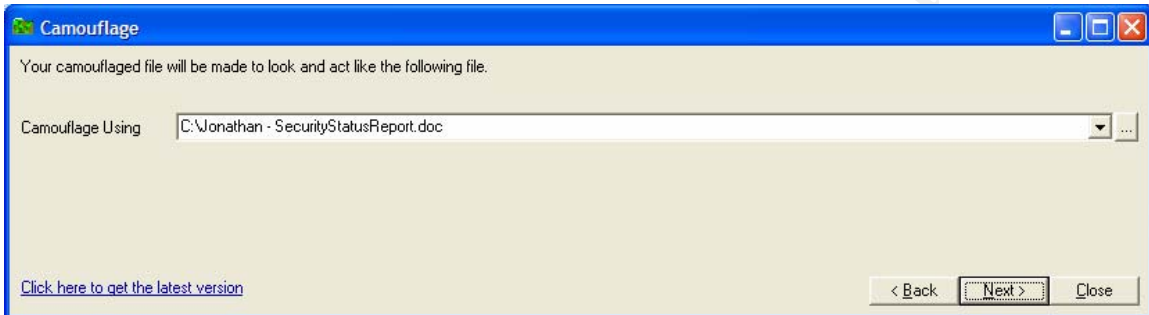 Camouflage
Your camouflaged file will be made to look and act like the following file.
Camouflage Using C:\Jonathan - SecurityStatusReport.doc ...
Click here to get the latest version < Back Next > Close